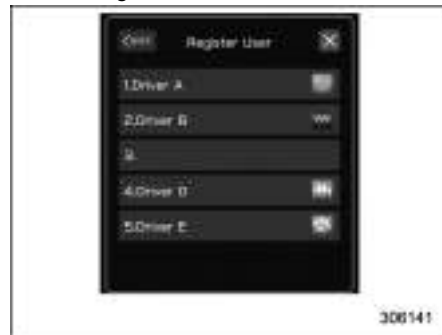 Register User
1.Driver A
2.Driver B
3.
4.Driver D
5.Driver E
306141